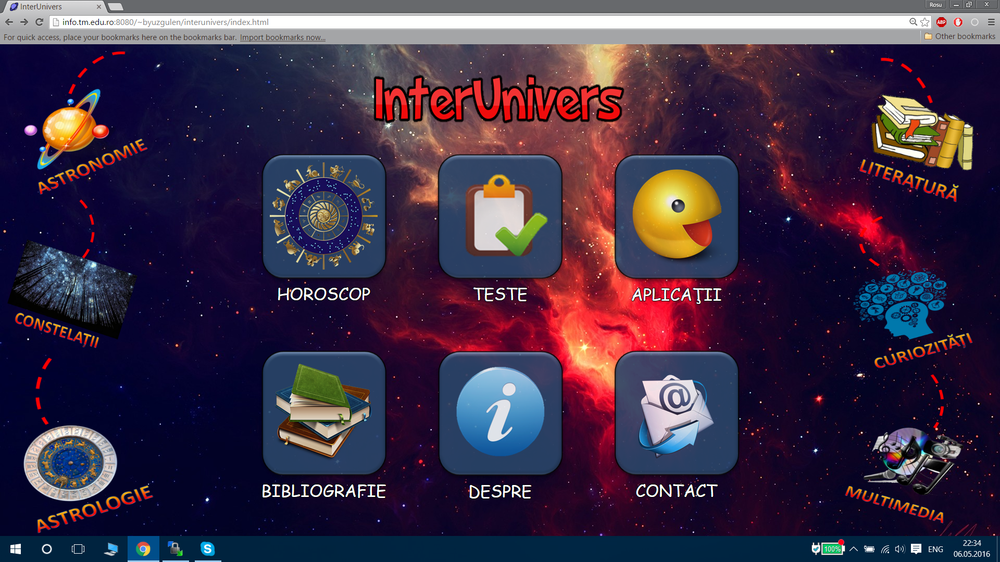 InterUnivers
Rosu
info.tm.edu.ro:8080/~byuzgulen/interunivers/index.html
ABP
For quick access, place your bookmarks here on the bookmarks bar. Import bookmarks now...
Other bookmarks
InterUnivers
ASTRONOMIE
LITERATURĂ
HOROSCOP
TESTE
APLICAŢII
CONSTELAȚII
CURIOZITĂȚI
BIBLIOGRAFIE
DESPRE
CONTACT
ASTROLOGIE
MULTIMEDIA
100%
ENG
22:34
06.05.2016